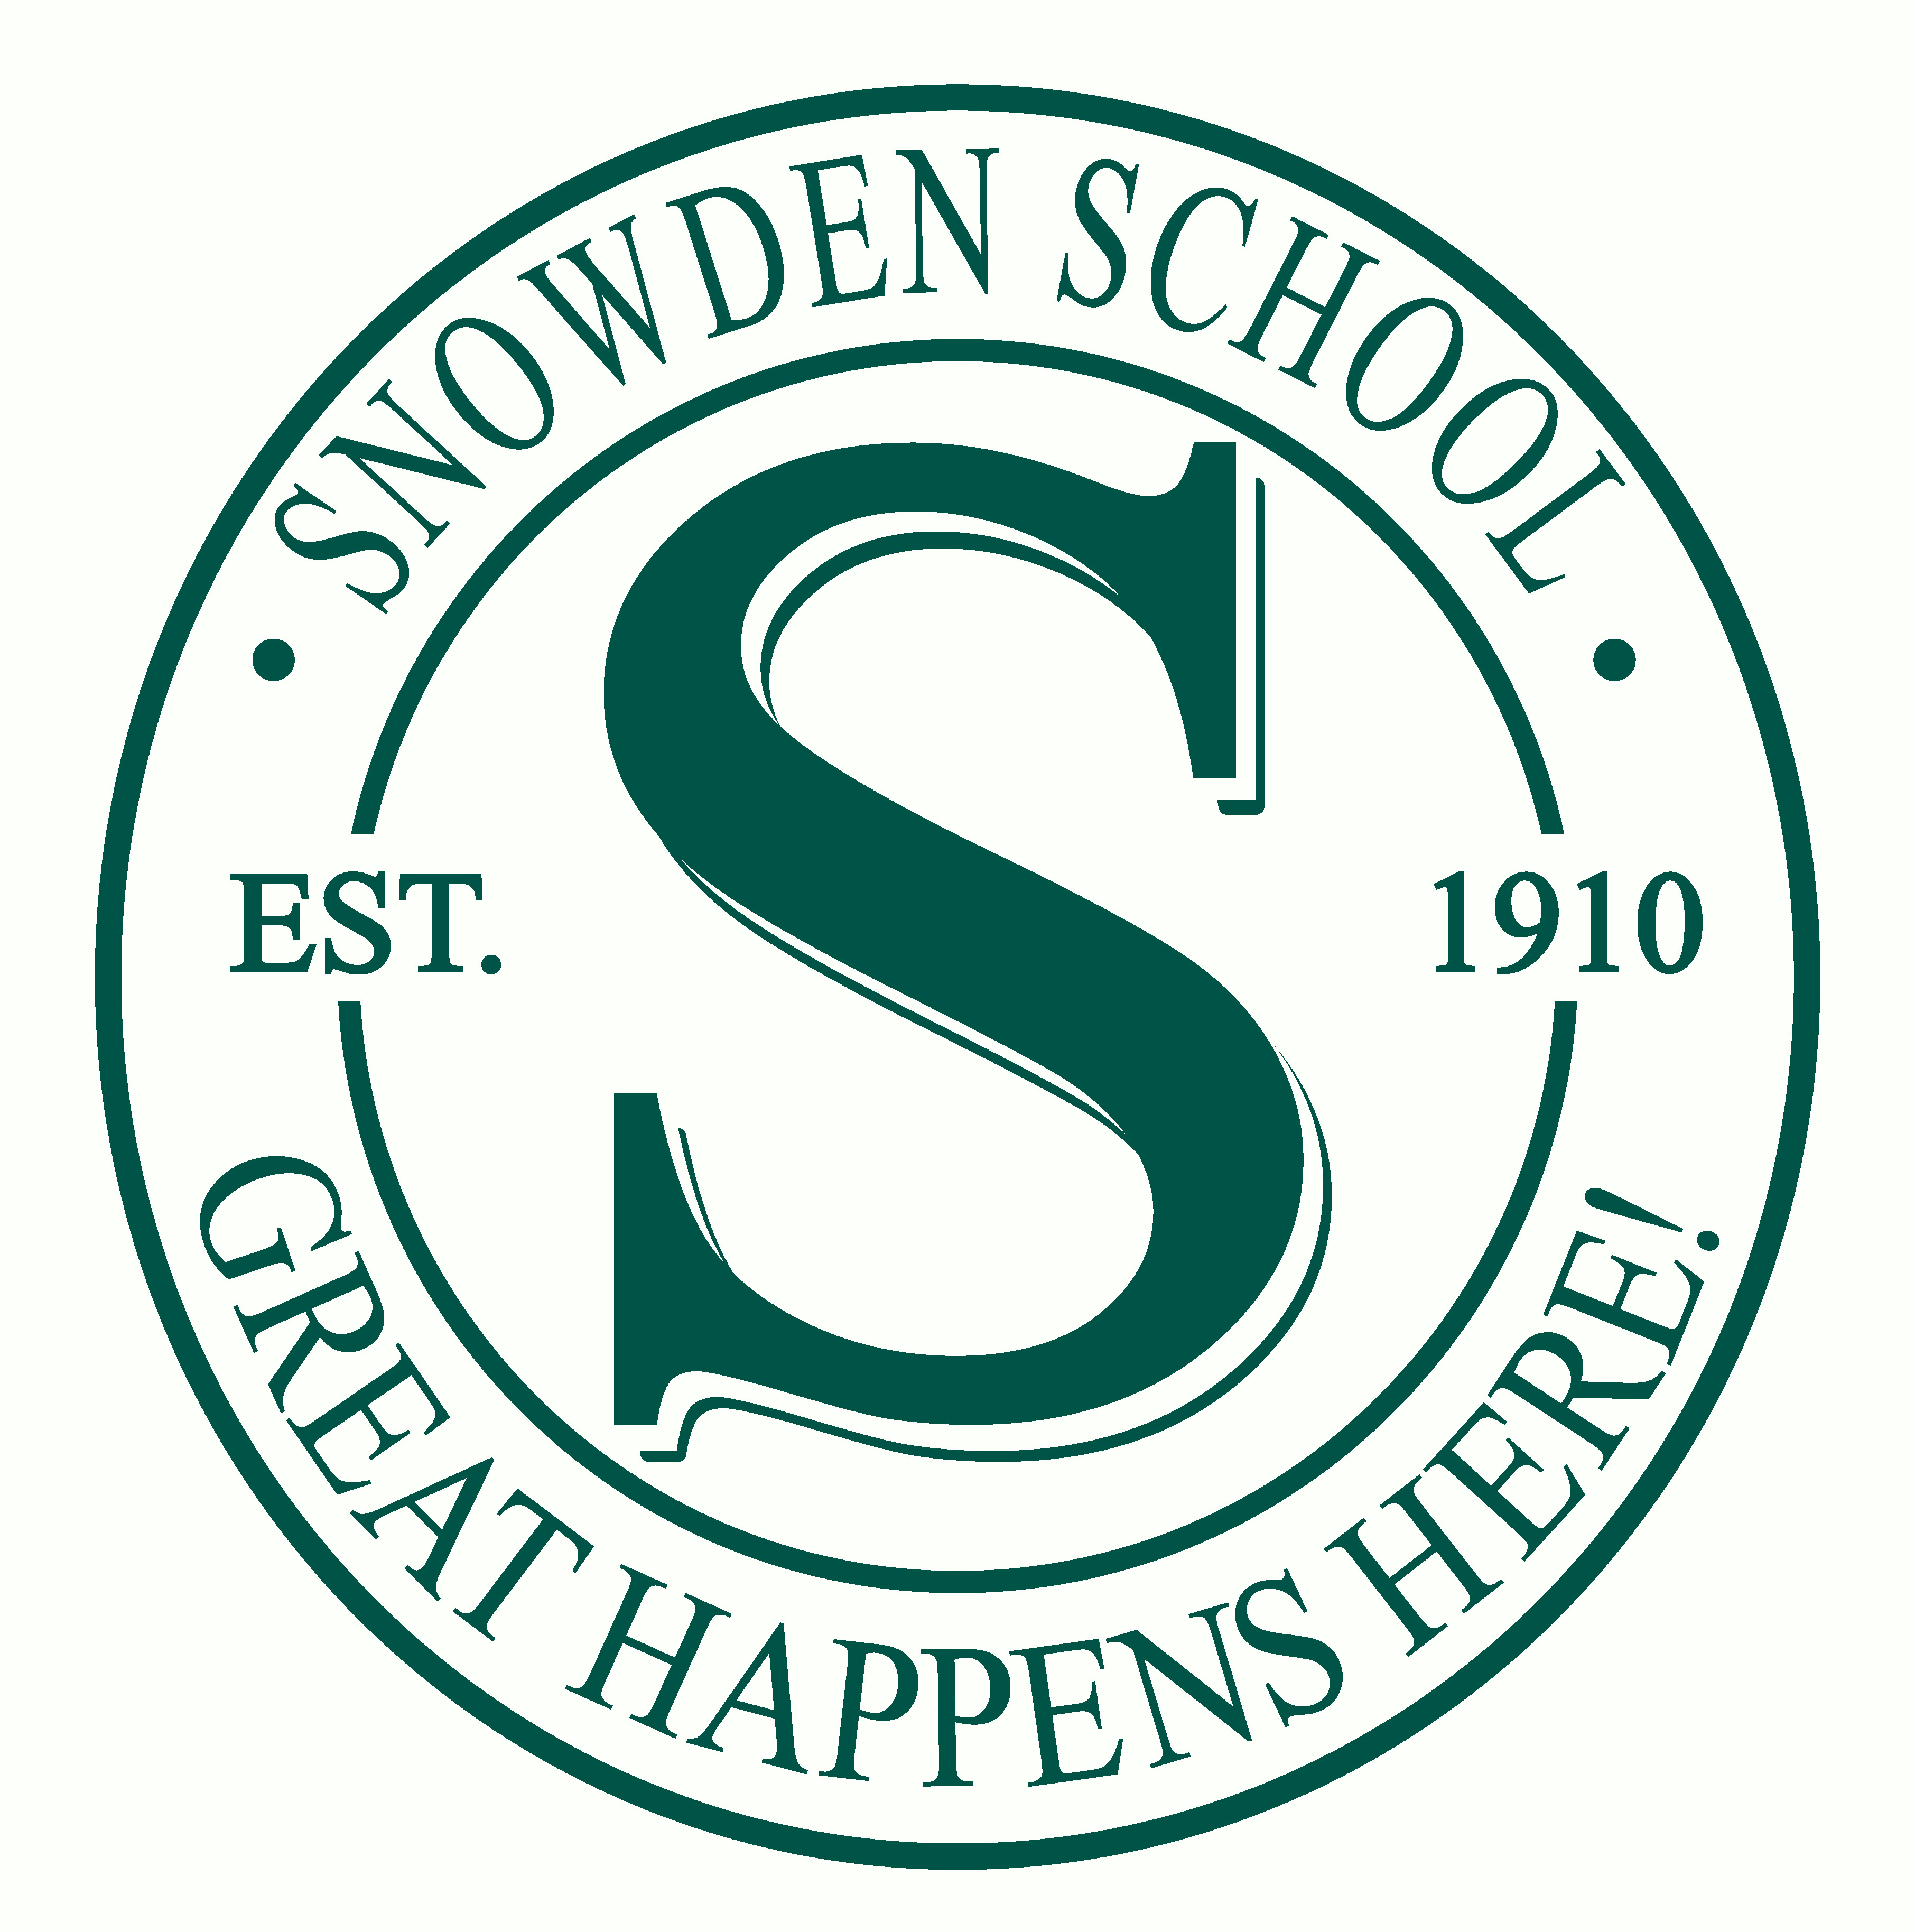 SNOWDEN SCHOOL
S
EST. 1910
GREAT HAPPENS HERE!